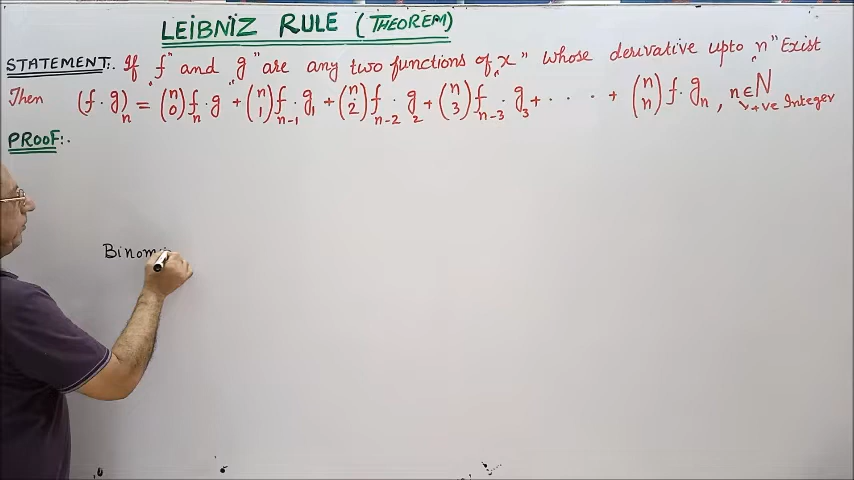 LEIBNIZ RULE (THEOREM)
STATEMENT:. If "f" and "g" are any two functions of "x" whose derivative upto "n" Exist
Then (f·g)ₙ = (n 0) fₙ·g + (n 1) fₙ₋₁·g₁ + (n 2) fₙ₋₂·g₂ + (n 3) fₙ₋₃·g₃ + · · · · + (n n) f·gₙ , n∈N
+ve Integer
PROOF:.
Binom